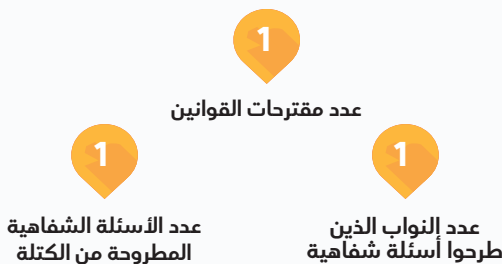 1
عدد مقترحات القوانين
1
عدد النواب الذين
طرحوا أسئلة شفاهية
1
عدد الأسئلة الشفاهية
المطروحة من الكتلة